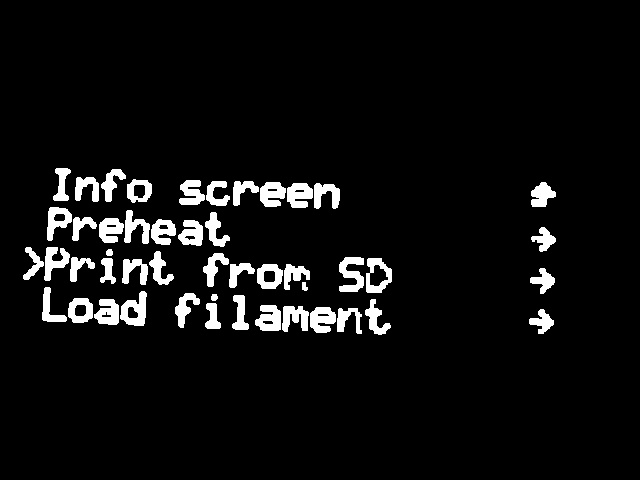 Info screen ↑
Preheat →
>Print from SD →
Load filament →